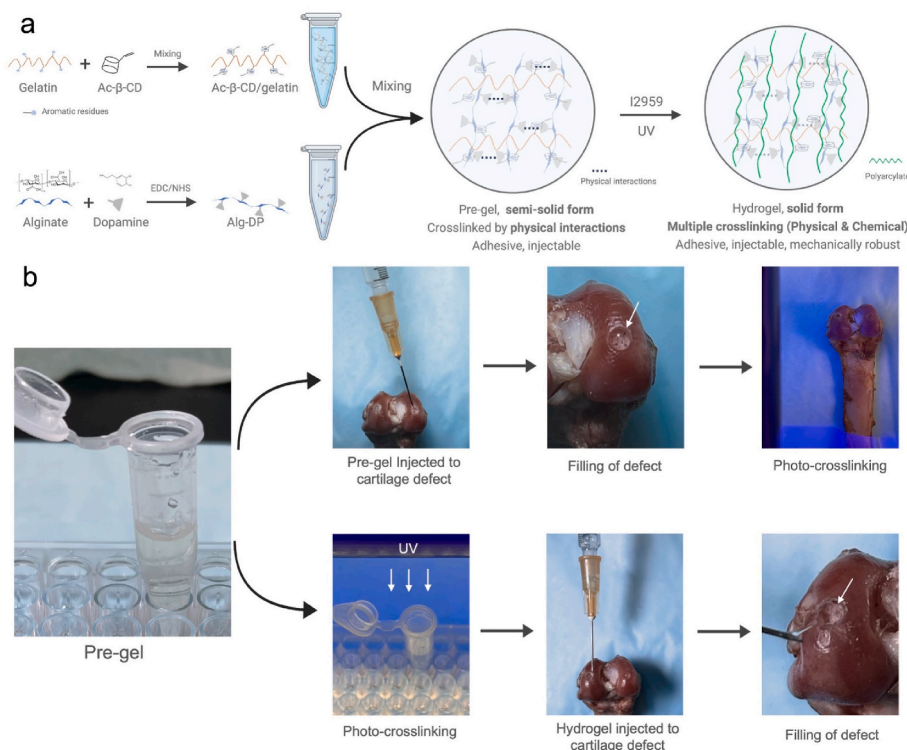 a
Gelatin
+
Ac-β-CD
Mixing
Ac-β-CD/gelatin
Aromatic residues
Alginate
+
Dopamine
EDC/NHS
Alg-DP
Mixing
Physical interactions
Pre-gel, semi-solid form
Crosslinked by physical interactions
Adhesive, injectable
I2959
UV
Polyarcylate
Hydrogel, solid form
Multiple crosslinking (Physical & Chemical)
Adhesive, injectable, mechanically robust
b
Pre-gel
Pre-gel Injected to
cartilage defect
Filling of defect
Photo-crosslinking
UV
Photo-crosslinking
Hydrogel injected to
cartilage defect
Filling of defect